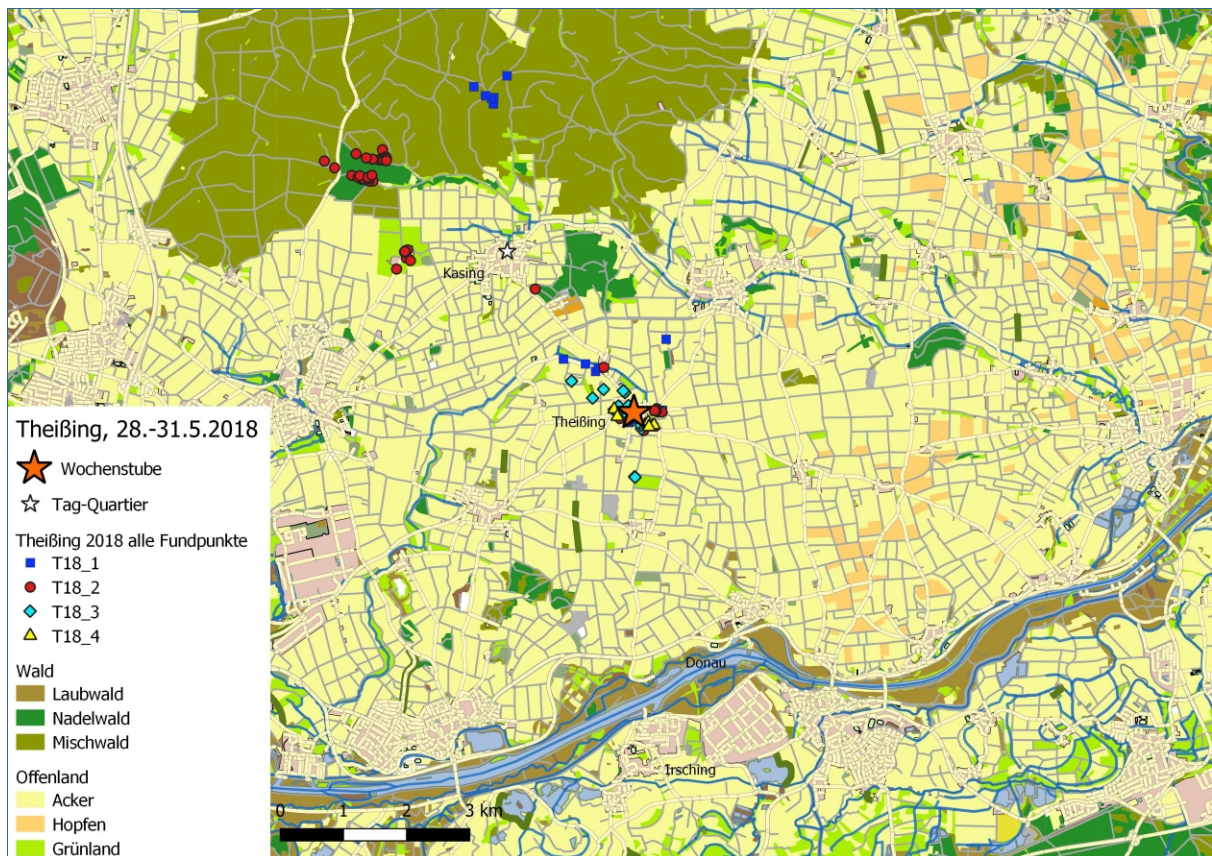 Kasing
Theißing
Donau
Irsching
Theißing, 28.-31.5.2018
Wochenstube
Tag-Quartier
Theißing 2018 alle Fundpunkte
T18_1
T18_2
T18_3
T18_4
Wald
Laubwald
Nadelwald
Mischwald
Offenland
Acker
Hopfen
Grünland
0 1 2 3 km